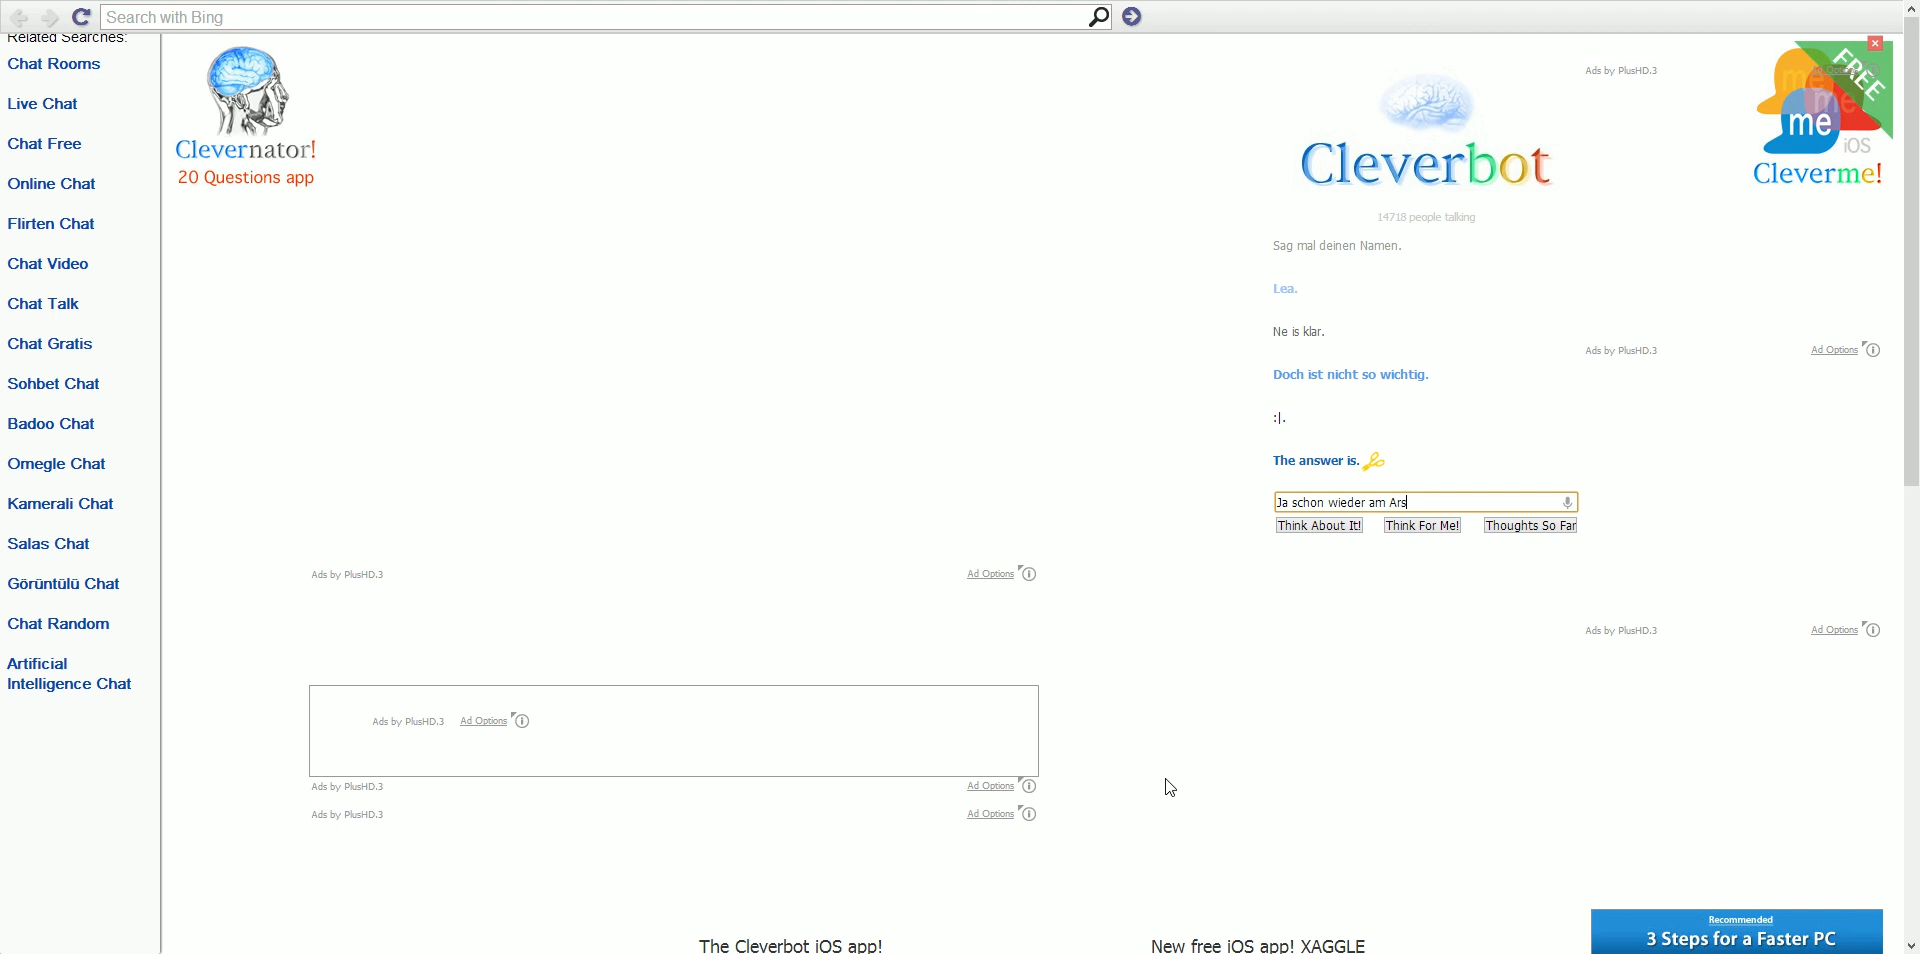 Search with Bing
Related Searches:
Chat Rooms
Live Chat
Chat Free
Online Chat
Flirten Chat
Chat Video
Chat Talk
Chat Gratis
Sohbet Chat
Badoo Chat
Omegle Chat
Kamerali Chat
Salas Chat
Görüntülü Chat
Chat Random
Artificial
Intelligence Chat
Clevernator!
20 Questions app
Ads by PlusHD.3
Ad Options
Ads by PlusHD.3
Ad Options
Ads by PlusHD.3
Ad Options
Ads by PlusHD.3
Ad Options
Cleverbot
14718 people talking
Sag mal deinen Namen.
Lea.
Ne is klar.
Doch ist nicht so wichtig.
:|.
The answer is.
Ja schon wieder am Ars
Think About It!
Think For Me!
Thoughts So Far
Ads by PlusHD.3
Ad Options
FREE
me
me
me
iOS
Cleverme!
Ads by PlusHD.3
Ad Options
Ads by PlusHD.3
Ad Options
The Cleverbot iOS app!
New free iOS app! XAGGLE
Recommended
3 Steps for a Faster PC